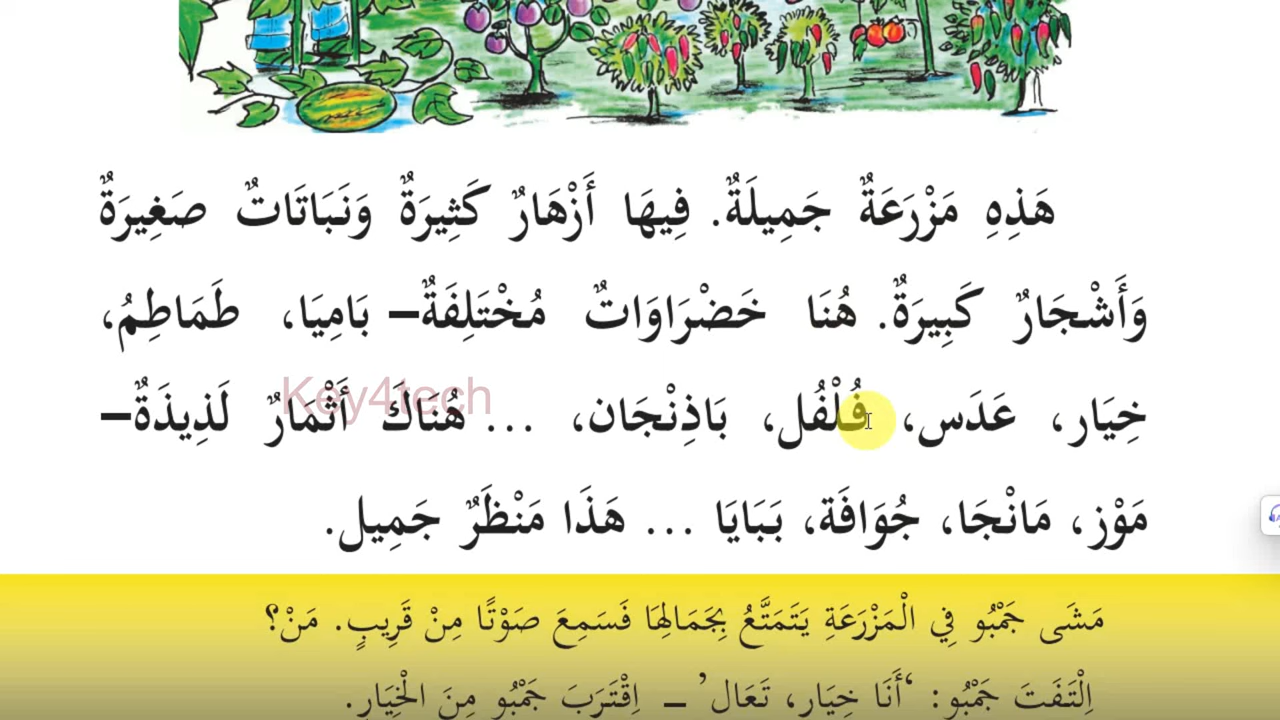 هَذِهِ مَزْرَعَةٌ جَمِيلَةٌ. فِيهَا أَزْهَارٌ كَثِيرَةٌ وَنَبَاتَاتٌ صَغِيرَةٌ
وَأَشْجَارٌ كَبِيرَةٌ. هُنَا خَضْرَاوَاتٌ مُخْتَلِفَةٌ– بَامِيَا، طَمَاطِمُ،
خِيَار، عَدَس، فُلْفُل، بَاذِنْجَان، ... هُنَاكَ أَثْمَارٌ لَذِيذَةٌ–
Key4tech
مَوْز، مَانْجَا، جُوَافَة، بَبَايَا ... هَذَا مَنْظَرٌ جَمِيل.
مَشَى جَمْبُو فِي الْمَزْرَعَةِ يَتَمَتَّعُ بِجَمَالِهَا فَسَمِعَ صَوْتًا مِنْ قَرِيبٍ. مَنْ؟
اِلْتَفَتَ جَمْبُو: ‘أَنَا خِيَار، تَعَال’ – اِقْتَرَبَ جَمْبُو مِنَ الْخِيَارِ.